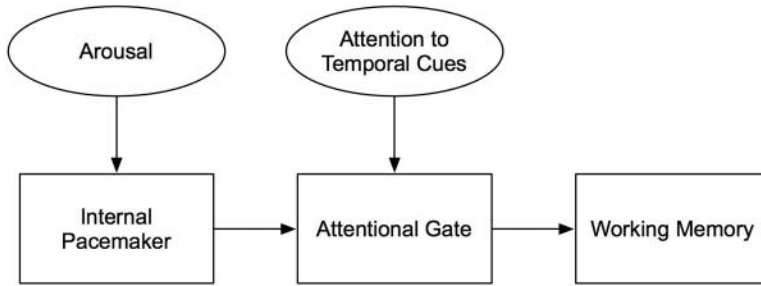 Arousal
Attention to
Temporal Cues
Internal
Pacemaker
Attentional Gate
Working Memory